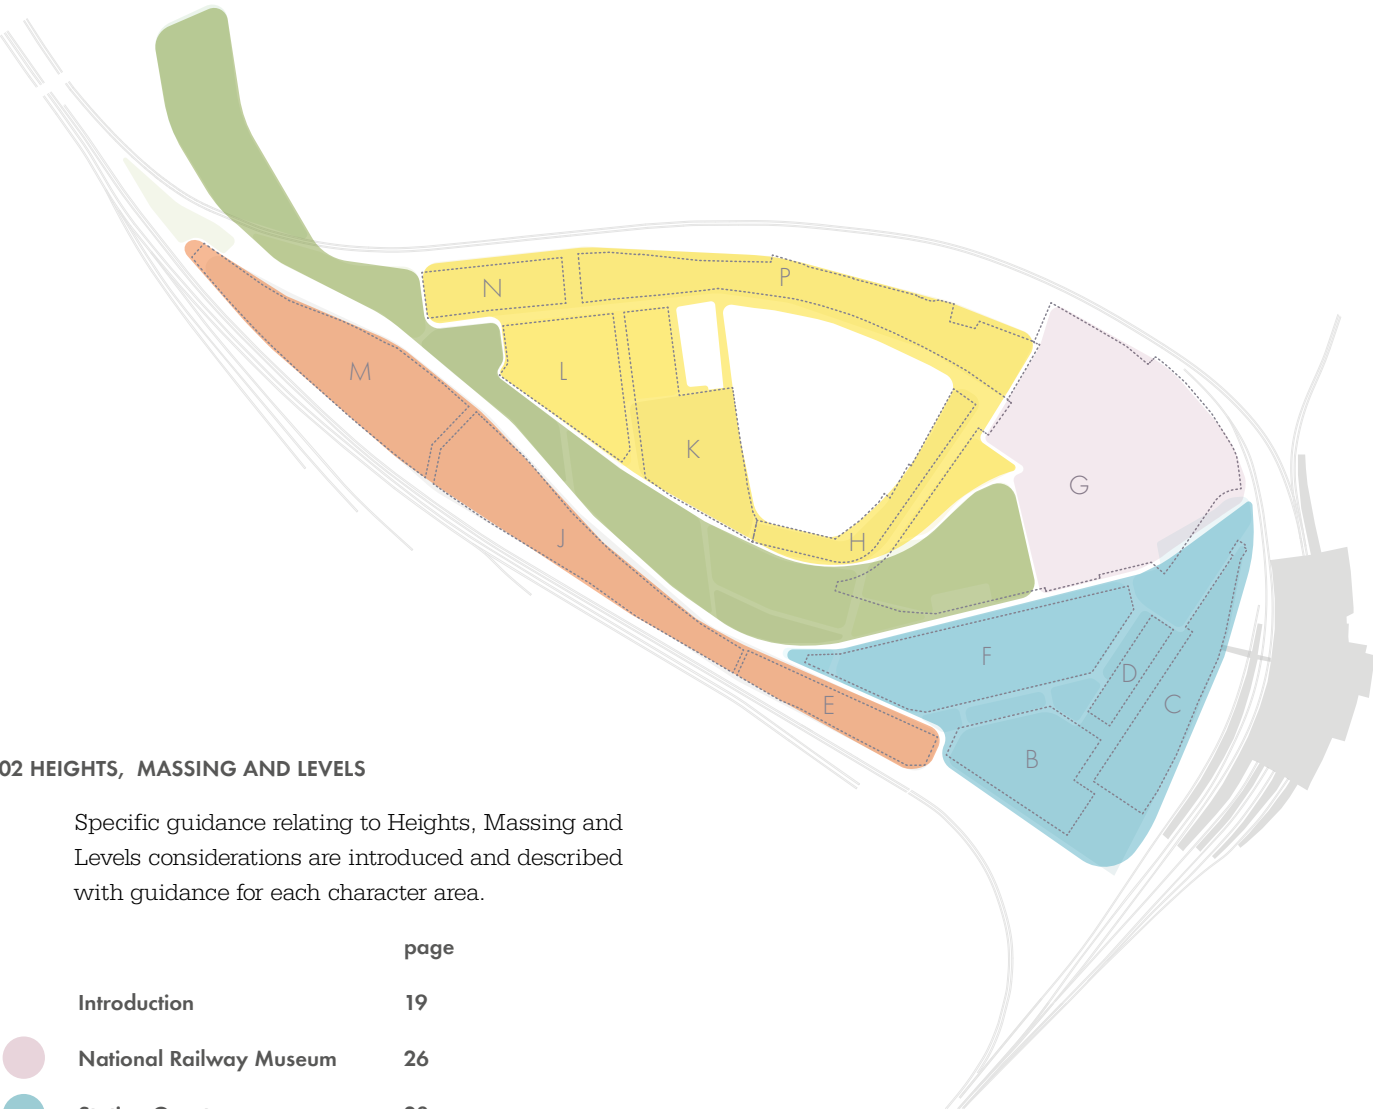 N
P
M
L
K
G
J
H
F
D
E
C
B
02 HEIGHTS, MASSING AND LEVELS
Specific guidance relating to Heights, Massing and
Levels considerations are introduced and described
with guidance for each character area.
page
Introduction 19
National Railway Museum 26